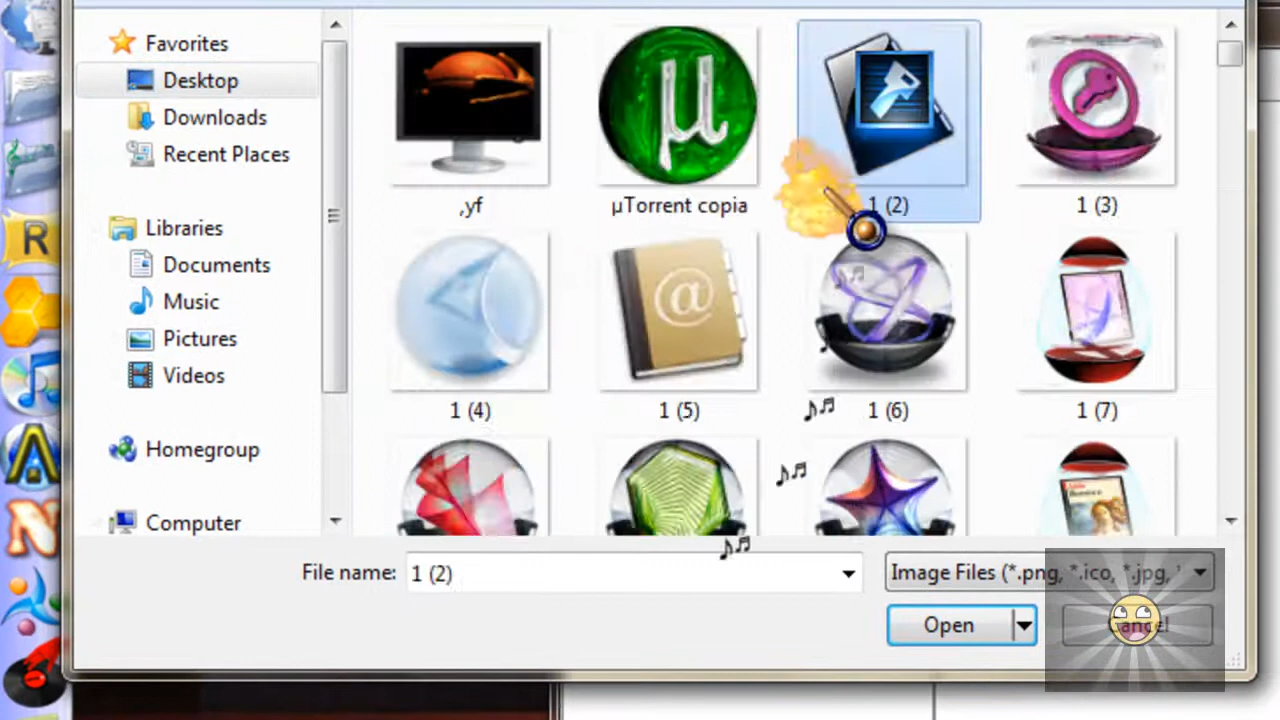 Favorites
Desktop
Downloads
Recent Places
Libraries
Documents
Music
Pictures
Videos
Homegroup
Computer
µ
,yf
µTorrent copia
1 (2)
1 (3)
@
1 (4)
1 (5)
1 (6)
1 (7)
R
N
File name: 1 (2)
Image Files (*.png, *.ico, *.jpg, *
Open
Cancel